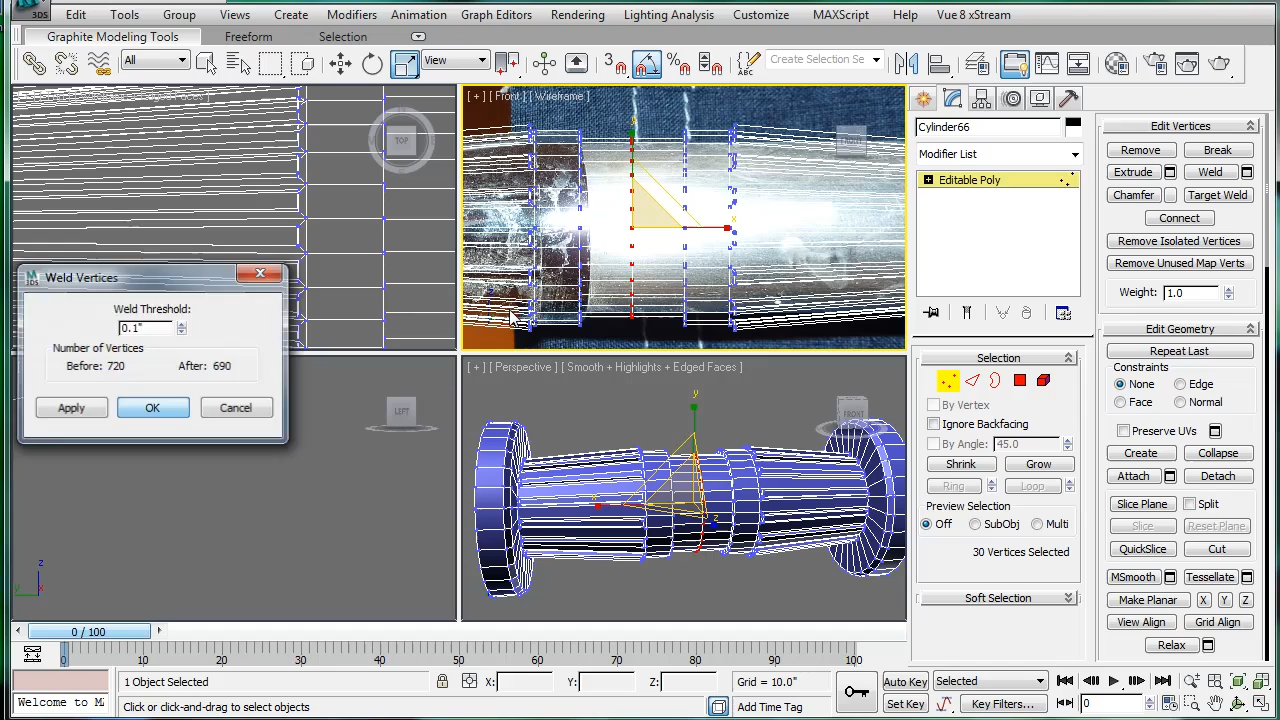 3DS Edit Tools Group Views Create Modifiers Animation Graph Editors Rendering Lighting Analysis Customize MAXScript Help Vue 8 xStream
Graphite Modeling Tools Freeform Selection
All View 3 Create Selection Se
[ + ] [ Front ] [ Wireframe ]
TOP
FRONT
Cylinder66
Modifier List
Editable Poly
Edit Vertices
Remove Break
Extrude Weld
Chamfer Target Weld
Connect
Remove Isolated Vertices
Remove Unused Map Verts
Weight: 1.0
Weld Vertices
Weld Threshold:
0.1"
Number of Vertices
Before: 720 After: 690
Apply OK Cancel
[ + ] [ Perspective ] [ Smooth + Highlights + Edged Faces ]
LEFT
FRONT
y
x
z
z
y x
y
x
Selection
By Vertex
Ignore Backfacing
By Angle: 45.0
Shrink Grow
Ring Loop
Preview Selection
Off SubObj Multi
30 Vertices Selected
Soft Selection
Edit Geometry
Repeat Last
Constraints
None Edge
Face Normal
Preserve UVs
Create Collapse
Attach Detach
Slice Plane Split
Slice Reset Plane
QuickSlice Cut
MSmooth Tessellate
Make Planar X Y Z
View Align Grid Align
Relax
0 / 100
0 10 20 30 40 50 60 70 80 90 100
1 Object Selected X: Y: Z: Grid = 10.0" Auto Key Selected
Welcome to MA Click or click-and-drag to select objects Add Time Tag Set Key Key Filters... 0